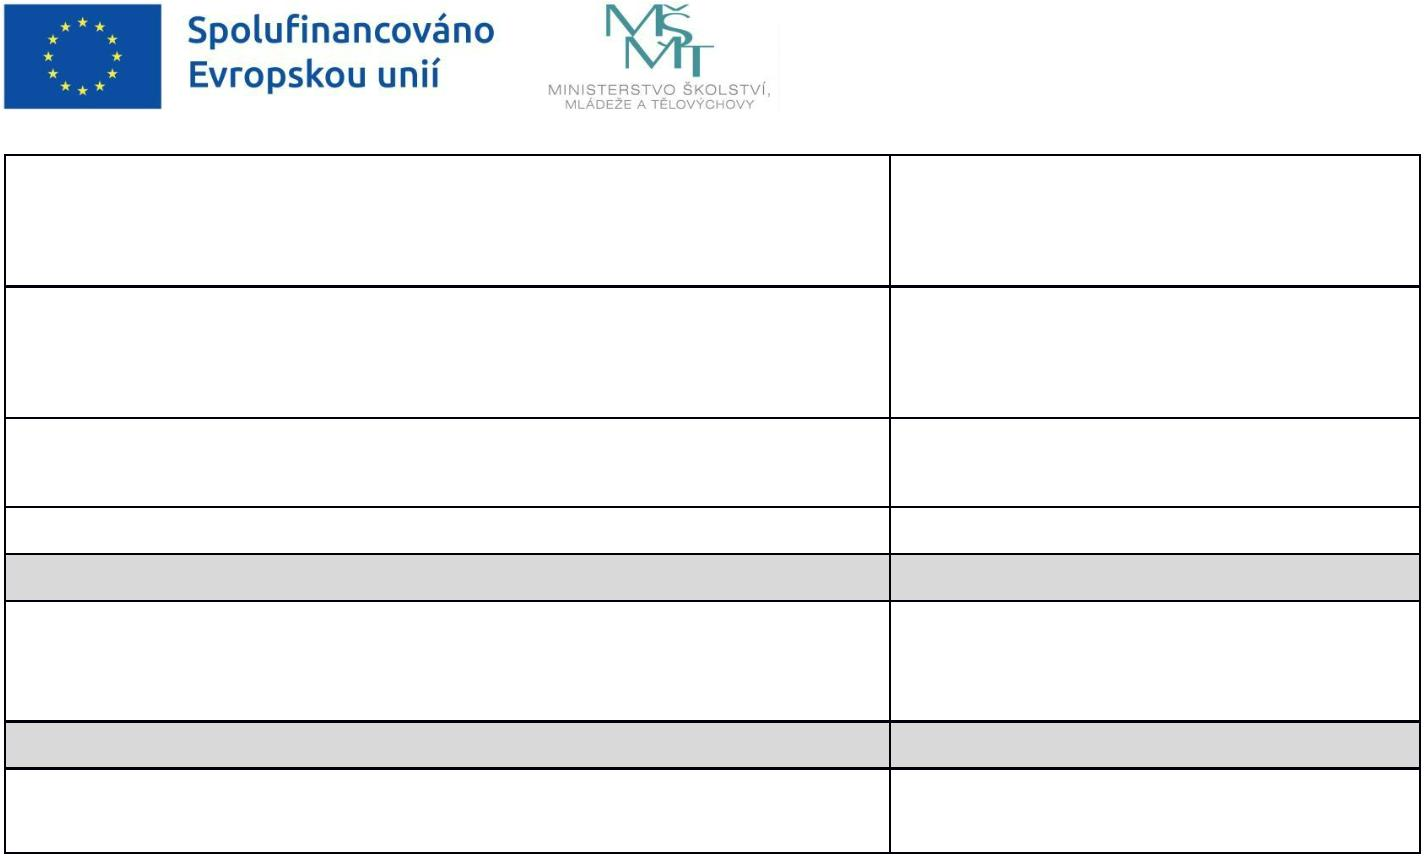 Spolufinancováno
Evropskou unií
MŠ
MT
MINISTERSTVO ŠKOLSTVÍ,
MLÁDEŽE A TĚLOVÝCHOVY